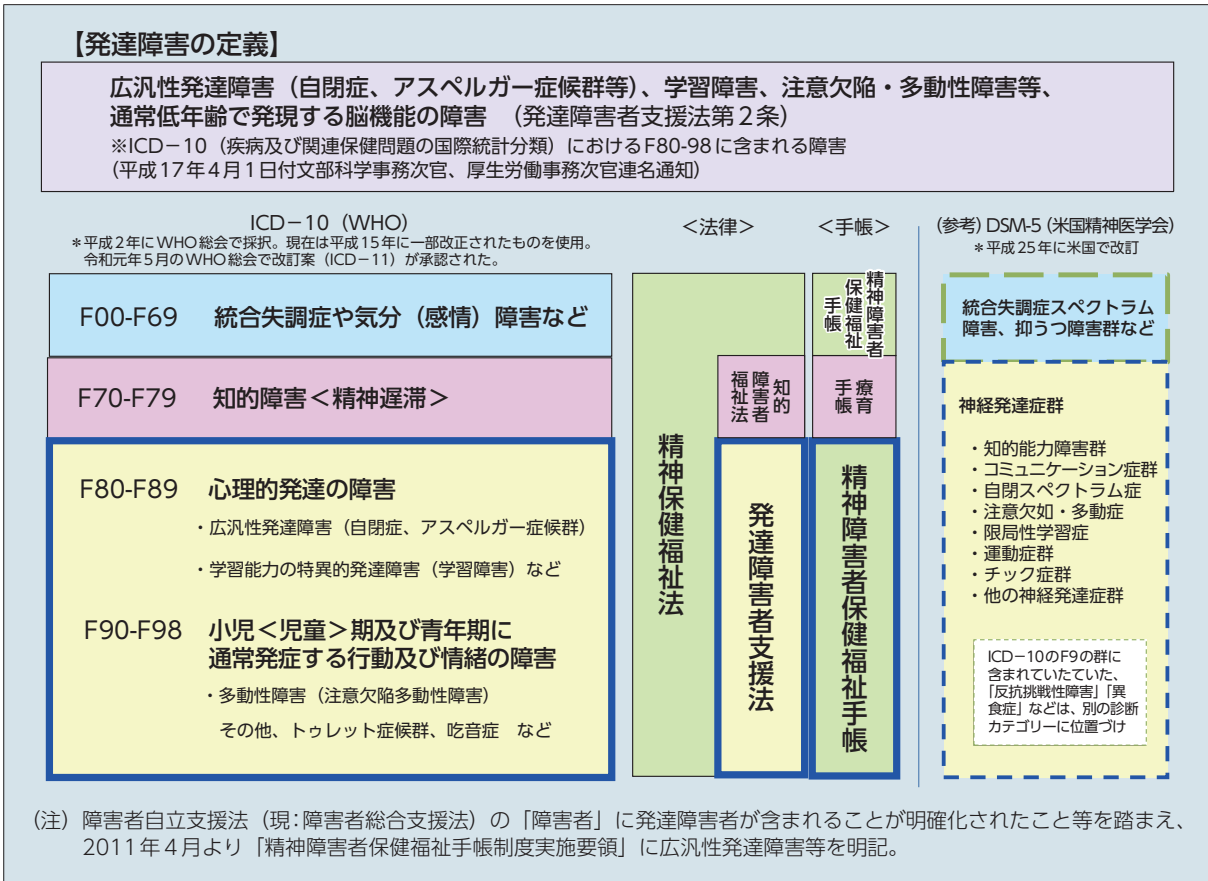 【発達障害の定義】
広汎性発達障害（自閉症、アスペルガー症候群等）、学習障害、注意欠陥・多動性障害等、
通常低年齢で発現する脳機能の障害　（発達障害者支援法第２条）
※ICD−10（疾病及び関連保健問題の国際統計分類）におけるF80-98に含まれる障害
（平成17年４月１日付文部科学事務次官、厚生労働事務次官連名通知）
ICD−10（WHO）
＊平成２年にWHO総会で採択。現在は平成15年に一部改正されたものを使用。
令和元年５月のWHO総会で改訂案（ICD−11）が承認された。
F00-F69　統合失調症や気分（感情）障害など
F70-F79　知的障害＜精神遅滞＞
F80-F89　心理的発達の障害
・広汎性発達障害（自閉症、アスペルガー症候群）
・学習能力の特異的発達障害（学習障害）など
F90-F98　小児＜児童＞期及び青年期に
通常発症する行動及び情緒の障害
・多動性障害（注意欠陥多動性障害）
その他、トゥレット症候群、吃音症　など
＜法律＞
精神保健福祉法
知的
障害者
福祉法
発達障害者支援法
＜手帳＞
精神障害者
保健福祉
手帳
療育
手帳
精神障害者保健福祉手帳
（参考）DSM-5（米国精神医学会）
＊平成25年に米国で改訂
統合失調症スペクトラム
障害、抑うつ障害群など
神経発達症群
・知的能力障害群
・コミュニケーション症群
・自閉スペクトラム症
・注意欠如・多動症
・限局性学習症
・運動症群
・チック症群
・他の神経発達症群
ICD−10のF9の群に
含まれていたていた、
「反抗挑戦性障害」「異
食症」などは、別の診断
カテゴリーに位置づけ
（注）障害者自立支援法（現：障害者総合支援法）の「障害者」に発達障害者が含まれることが明確化されたこと等を踏まえ、
2011年４月より「精神障害者保健福祉手帳制度実施要領」に広汎性発達障害等を明記。